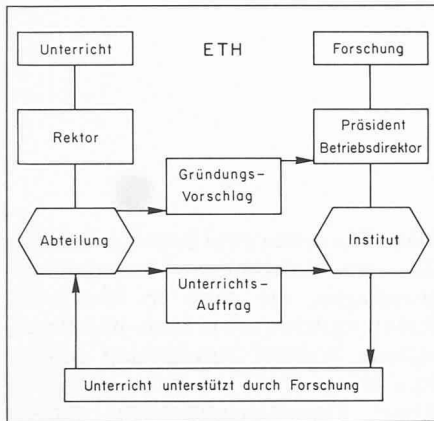 Unterricht
ETH
Forschung
Rektor
Präsident
Betriebsdirektor
Gründungs-
Vorschlag
Abteilung
Institut
Unterrichts-
Auftrag
Unterricht unterstützt durch Forschung